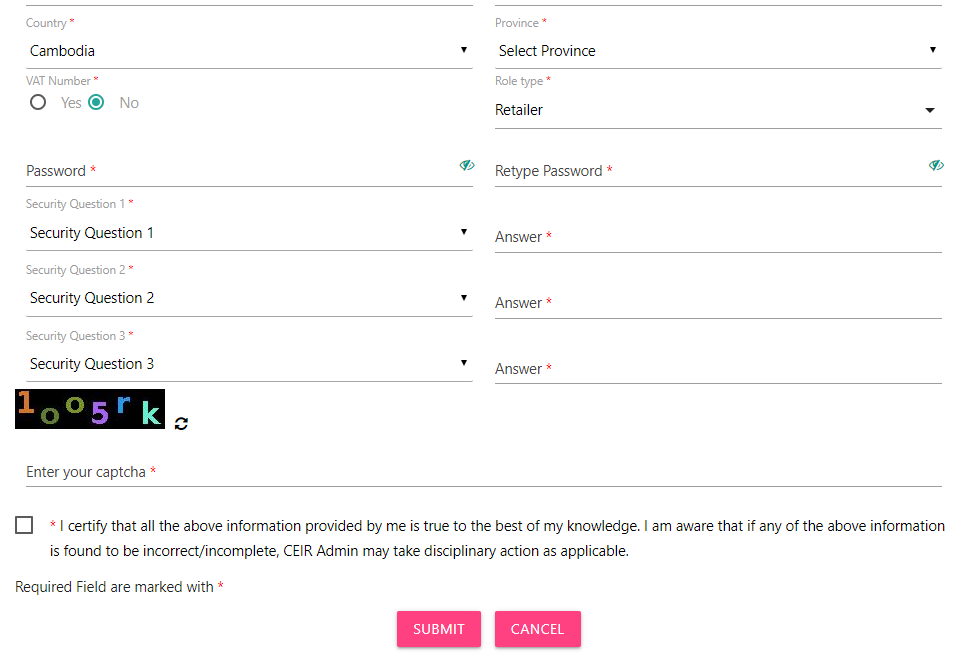 Country * Province *
Cambodia Select Province
VAT Number * Role type *
Yes No
Retailer
Password * Retype Password *
Security Question 1 *
Security Question 1 Answer *
Security Question 2 *
Security Question 2 Answer *
Security Question 3 *
Security Question 3 Answer *
1oo5rk
Enter your captcha *
* I certify that all the above information provided by me is true to the best of my knowledge. I am aware that if any of the above information
is found to be incorrect/incomplete, CEIR Admin may take disciplinary action as applicable.
Required Field are marked with *
SUBMIT CANCEL